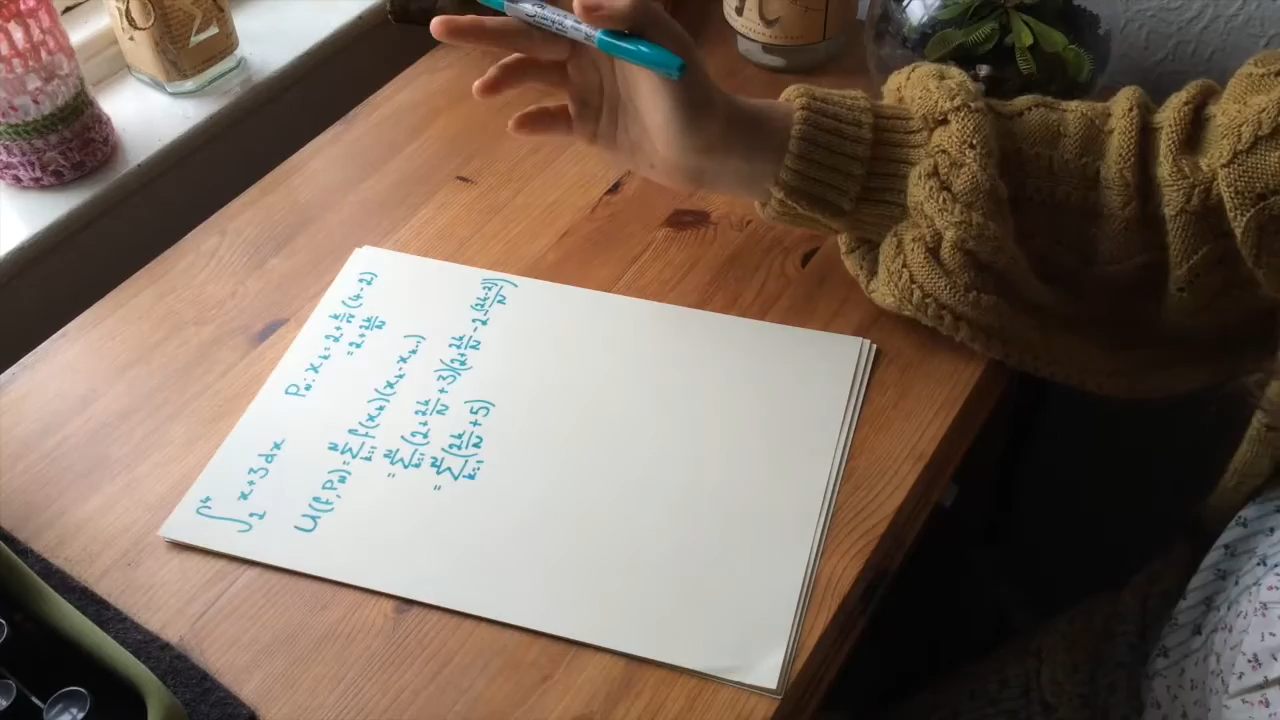 ∫₂⁴ x+3 dx
P_N: x_k = 2 + k/N (4-2)
= 2 + 2k/N
U(f, P_N) = Σ_{k=1}^{N} f(x_k)(x_k - x_{k-1})
= Σ_{k=1}^{N} (2 + 2k/N + 3)(2 + 2k/N - 2 - (2k-2)/N)
= Σ_{k=1}^{N} (2k/N + 5)
Σ
π